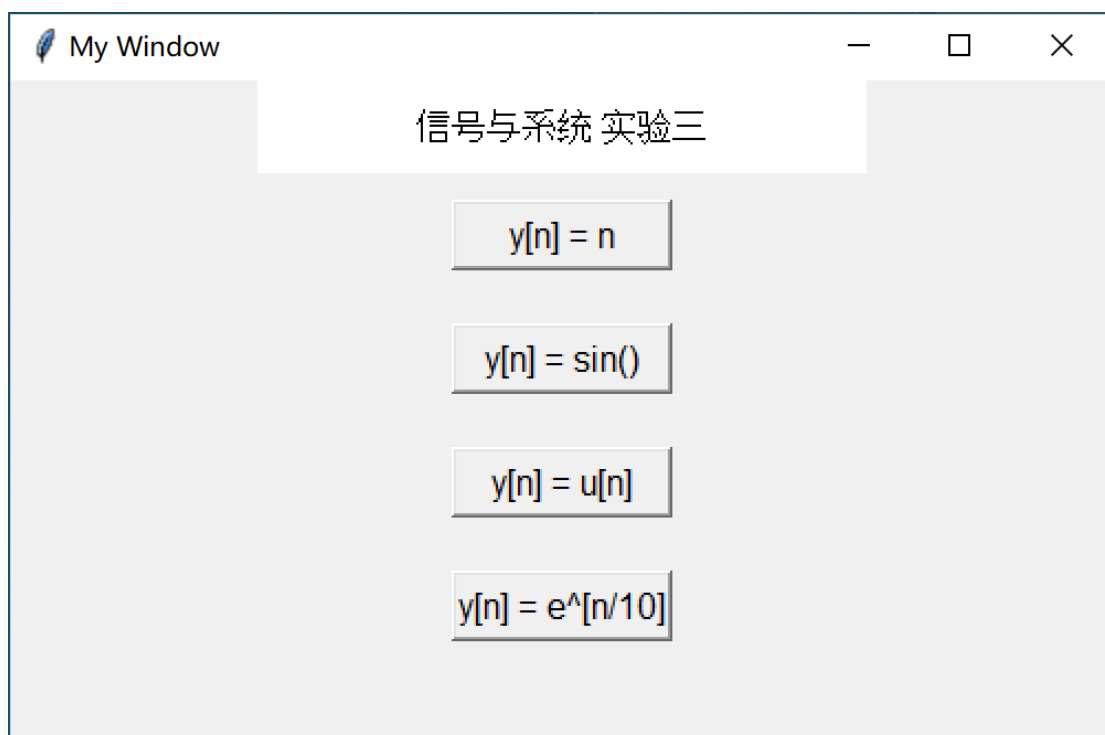 My Window
信号与系统 实验三
y[n] = n
y[n] = sin()
y[n] = u[n]
y[n] = e^[n/10]